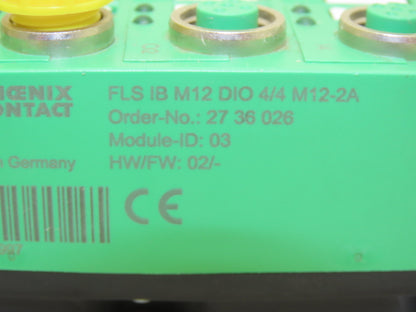 HŒNIX
ONTACT
FLS IB M12 DIO 4/4 M12-2A
Order-No.: 27 36 026
Module-ID: 03
HW/FW: 02/-
Germany
CE